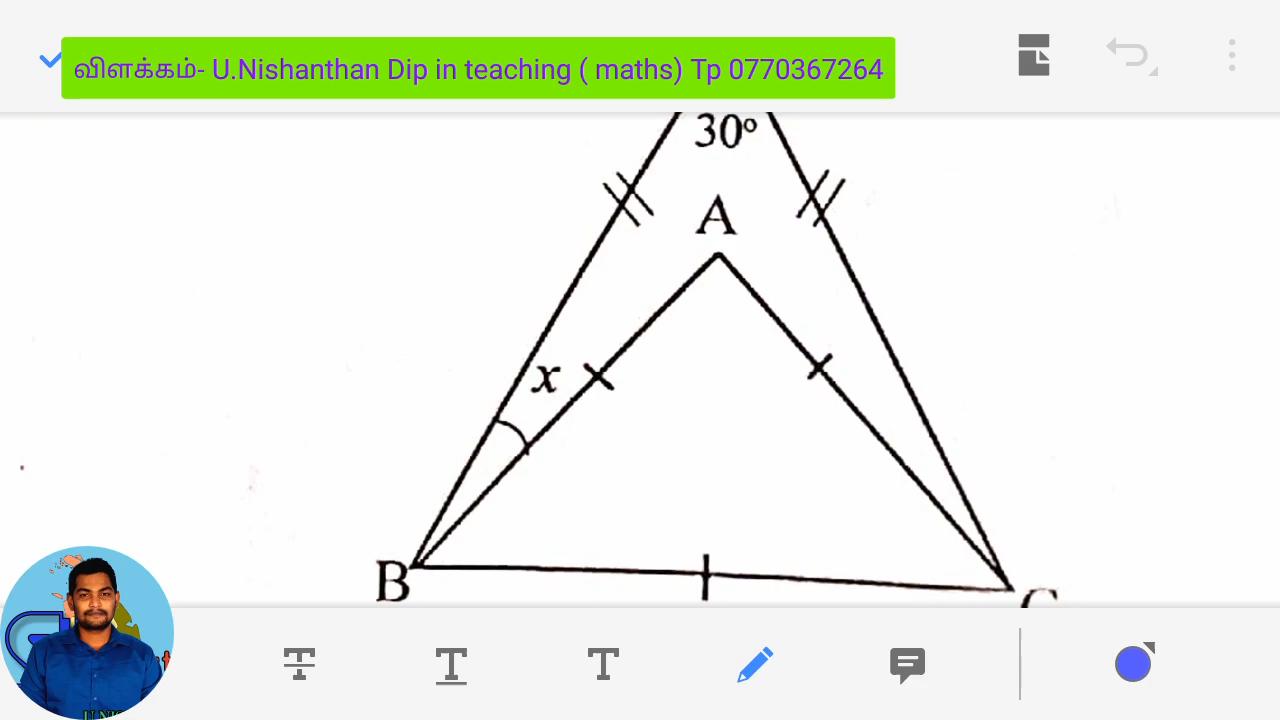 விளக்கம்- U.Nishanthan Dip in teaching ( maths) Tp 0770367264
30°
A
x
B
C
T T T